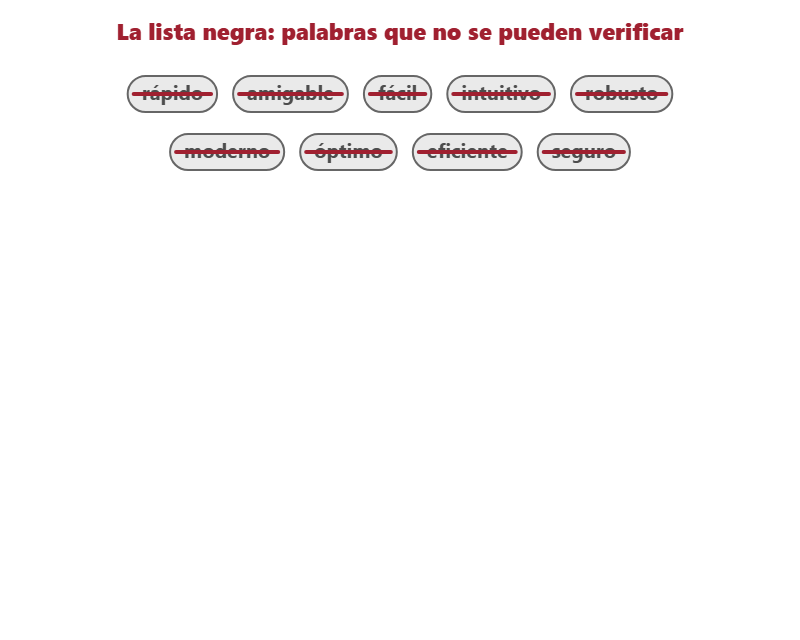 La lista negra: palabras que no se pueden verificar
rápido amigable fácil intuitivo robusto
moderno óptimo eficiente seguro